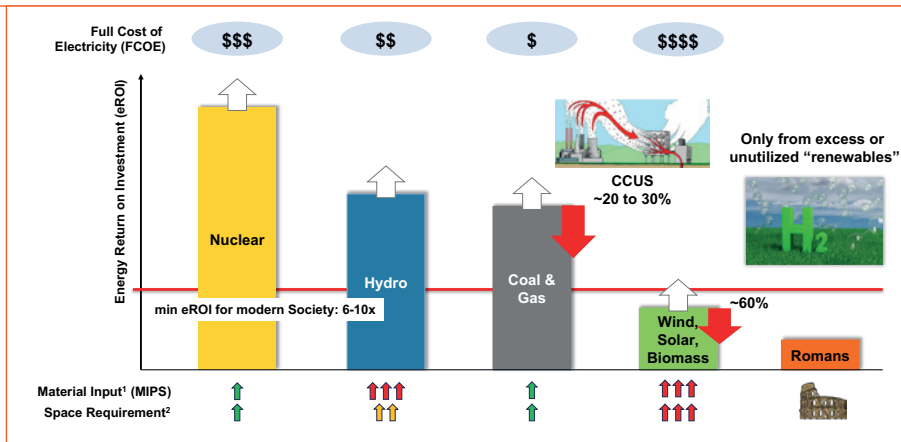 Full Cost of
Electricity (FCOE)
$$$
$$
$
$$$$
Energy Return on Investment (eROI)
Nuclear
Hydro
Coal &
Gas
CCUS
~20 to 30%
Only from excess or
unutilized “renewables”
H2
min eROI for modern Society: 6-10x
~60%
Wind,
Solar,
Biomass
Romans
Material Input¹ (MIPS)
Space Requirement²